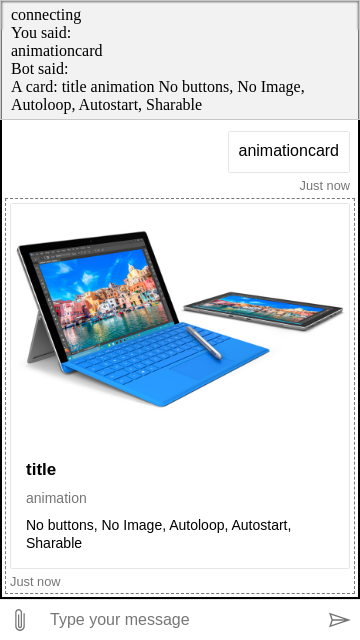 connecting
You said:
animationcard
Bot said:
A card: title animation No buttons, No Image,
Autoloop, Autostart, Sharable
animationcard
Just now
title
animation
No buttons, No Image, Autoloop, Autostart,
Sharable
Just now
Type your message